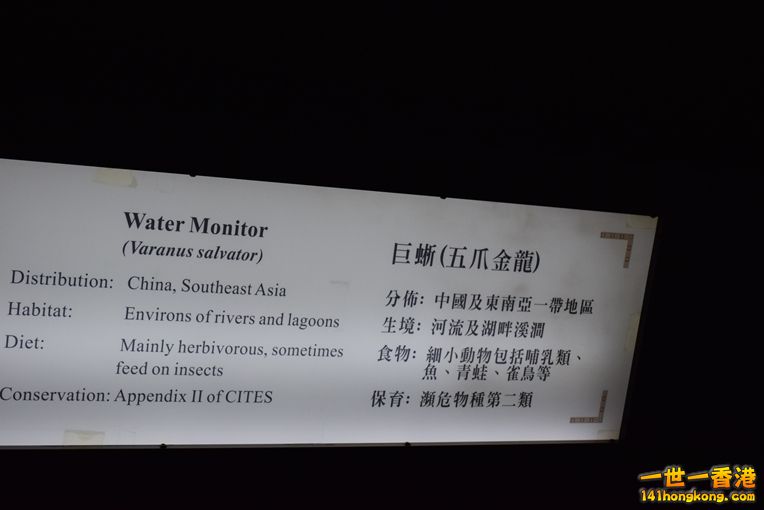 Water Monitor
(Varanus salvator)
Distribution: China, Southeast Asia
Habitat: Environs of rivers and lagoons
Diet: Mainly herbivorous, sometimes
feed on insects
Conservation: Appendix II of CITES
巨蜥(五爪金龍)
分佈: 中國及東南亞一帶地區
生境: 河流及湖畔溪澗
食物: 細小動物包括哺乳類、
魚、青蛙、雀鳥等
保育: 瀕危物種第二類
一世一香港
141hongkong.com